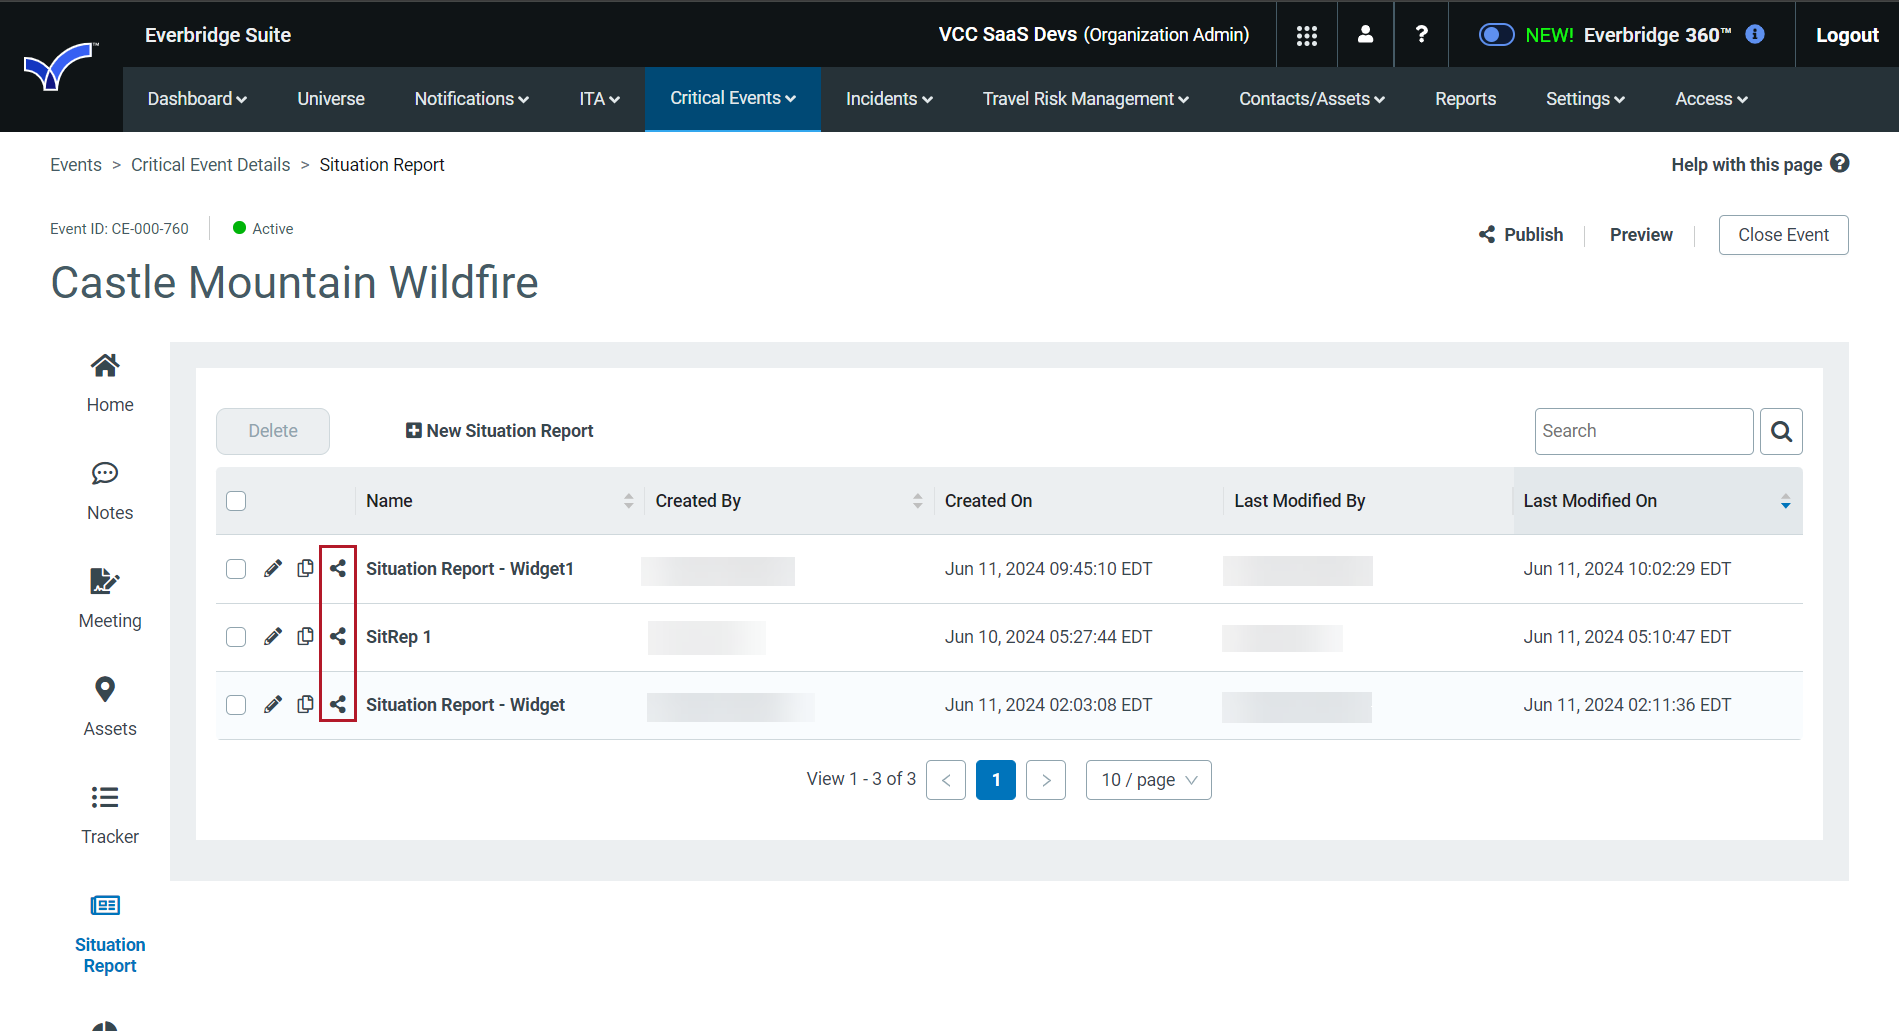 Everbridge Suite
VCC SaaS Devs (Organization Admin)
NEW! Everbridge 360™
Logout
Dashboard
Universe
Notifications
ITA
Critical Events
Incidents
Travel Risk Management
Contacts/Assets
Reports
Settings
Access
Events > Critical Event Details > Situation Report
Help with this page
Event ID: CE-000-760
Active
Publish
Preview
Close Event
Castle Mountain Wildfire
Home
Notes
Meeting
Assets
Tracker
Situation
Report
Delete
New Situation Report
Search
Name
Created By
Created On
Last Modified By
Last Modified On
Situation Report - Widget1
Jun 11, 2024 09:45:10 EDT
Jun 11, 2024 10:02:29 EDT
SitRep 1
Jun 10, 2024 05:27:44 EDT
Jun 11, 2024 05:10:47 EDT
Situation Report - Widget
Jun 11, 2024 02:03:08 EDT
Jun 11, 2024 02:11:36 EDT
View 1 - 3 of 3
<
1
>
10 / page